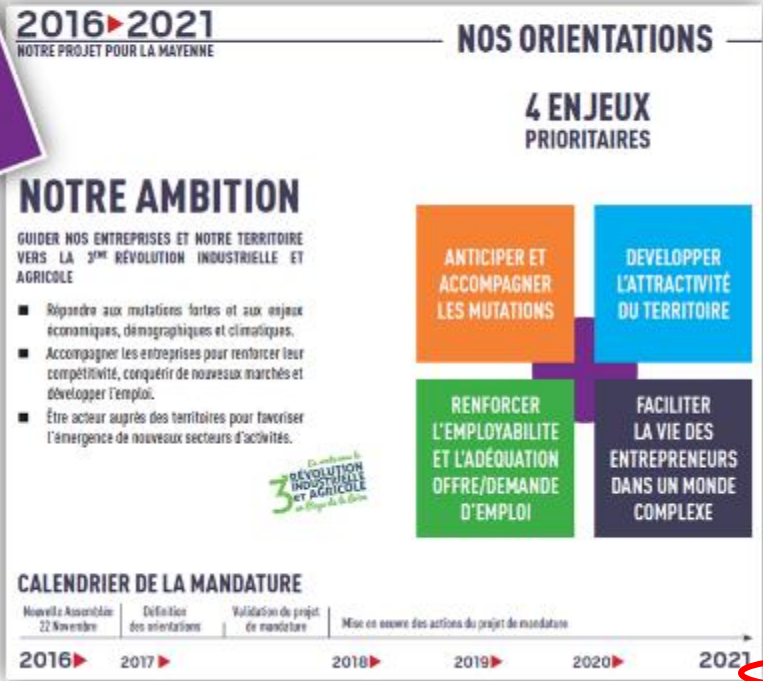 2016▶2021
NOTRE PROJET POUR LA MAYENNE
NOS ORIENTATIONS
4 ENJEUX
PRIORITAIRES
NOTRE AMBITION
GUIDER NOS ENTREPRISES ET NOTRE TERRITOIRE
VERS LA 3ÈME RÉVOLUTION INDUSTRIELLE ET
AGRICOLE
■ Répondre aux mutations fortes et aux enjeux
économiques, démographiques et climatiques.
■ Accompagner les entreprises pour renforcer leur
compétitivité, conquérir de nouveaux marchés et
développer l'emploi.
■ Être acteur auprès des territoires pour favoriser
l'émergence de nouveaux secteurs d'activités.
3 RÉVOLUTION
INDUSTRIELLE
ET AGRICOLE
en Pays de la Loire
ANTICIPER ET
ACCOMPAGNER
LES MUTATIONS
DEVELOPPER
L'ATTRACTIVITÉ
DU TERRITOIRE
RENFORCER
L'EMPLOYABILITE
ET L'ADÉQUATION
OFFRE/DEMANDE
D'EMPLOI
FACILITER
LA VIE DES
ENTREPRENEURS
DANS UN MONDE
COMPLEXE
CALENDRIER DE LA MANDATURE
Nouvelle Assemblée
22 Novembre
Définition
des orientations
Validation du projet
de mandature
Mise en oeuvre des actions du projet de mandature
2016▶ 2017▶ 2018▶ 2019▶ 2020▶ 2021